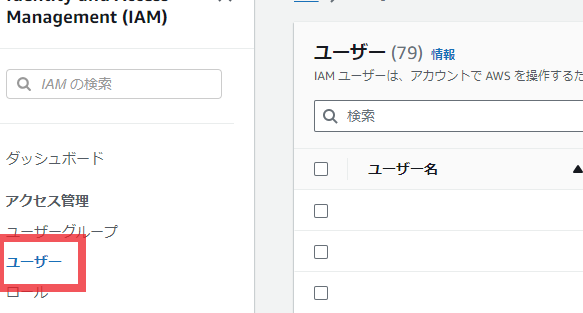 Identity and Access
Management (IAM)
IAM の検索
ダッシュボード
アクセス管理
ユーザーグループ
ユーザー
ロール
ユーザー (79) 情報
IAM ユーザーは、アカウントで AWS を操作するた
検索
ユーザー名